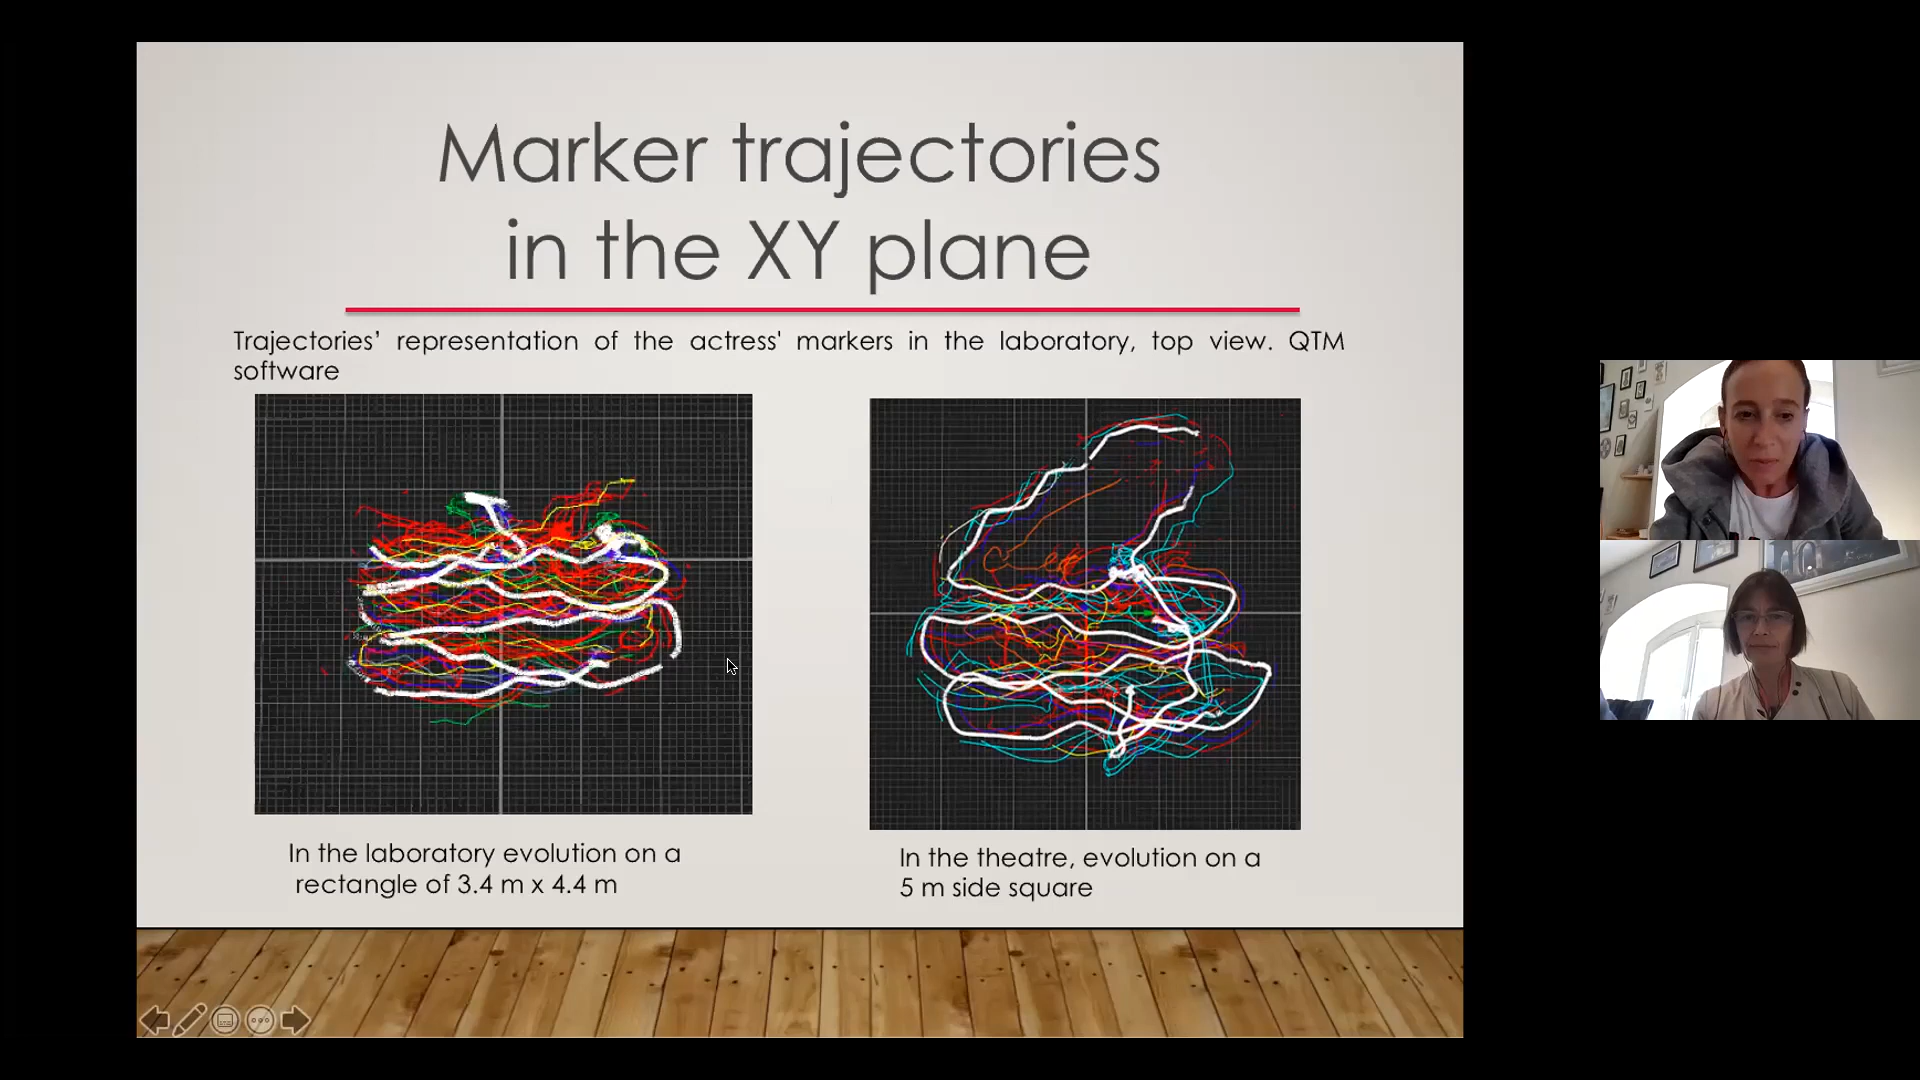 Marker trajectories
in the XY plane
Trajectories’ representation of the actress' markers in the laboratory, top view. QTM
software
In the laboratory evolution on a
rectangle of 3.4 m x 4.4 m
In the theatre, evolution on a
5 m side square